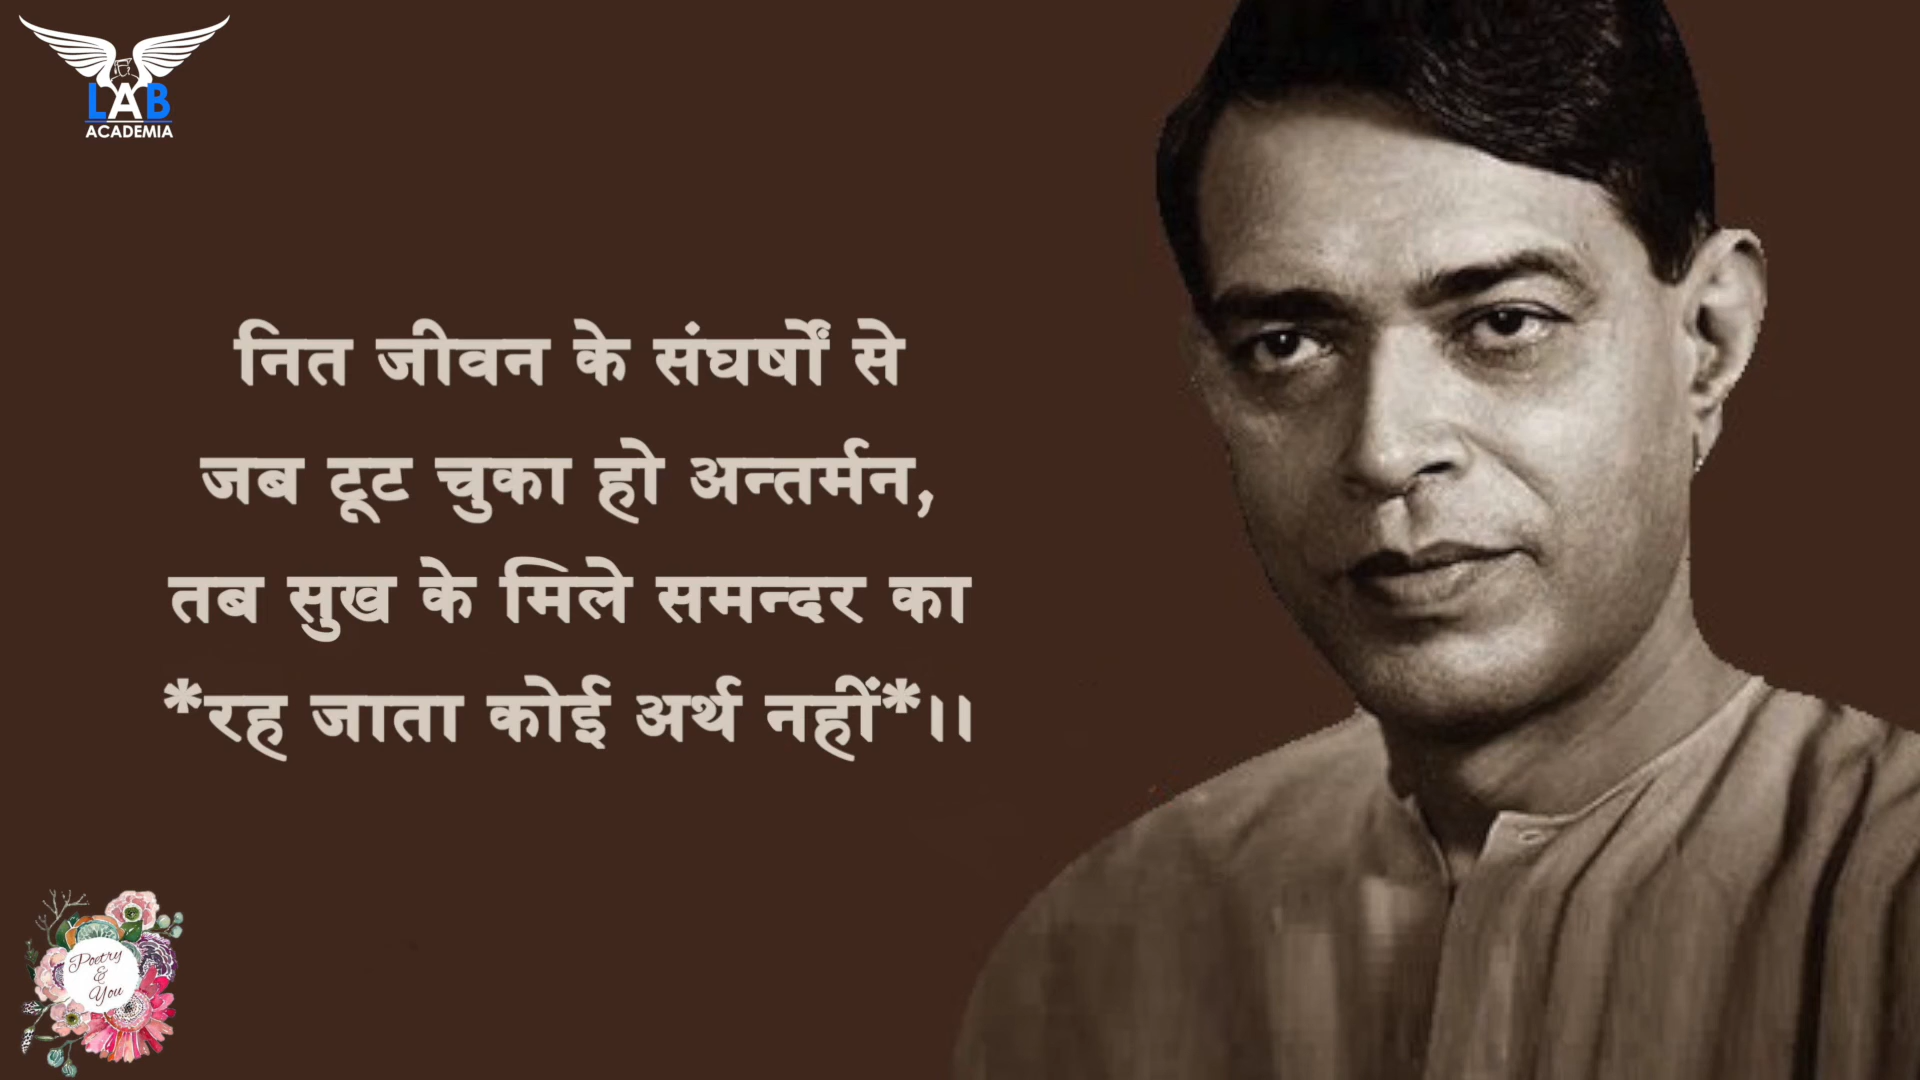 LAB
ACADEMIA
नित जीवन के संघर्षों से
जब टूट चुका हो अन्तर्मन,
तब सुख के मिले समन्दर का
*रह जाता कोई अर्थ नहीं*।।
Poetry
&
You